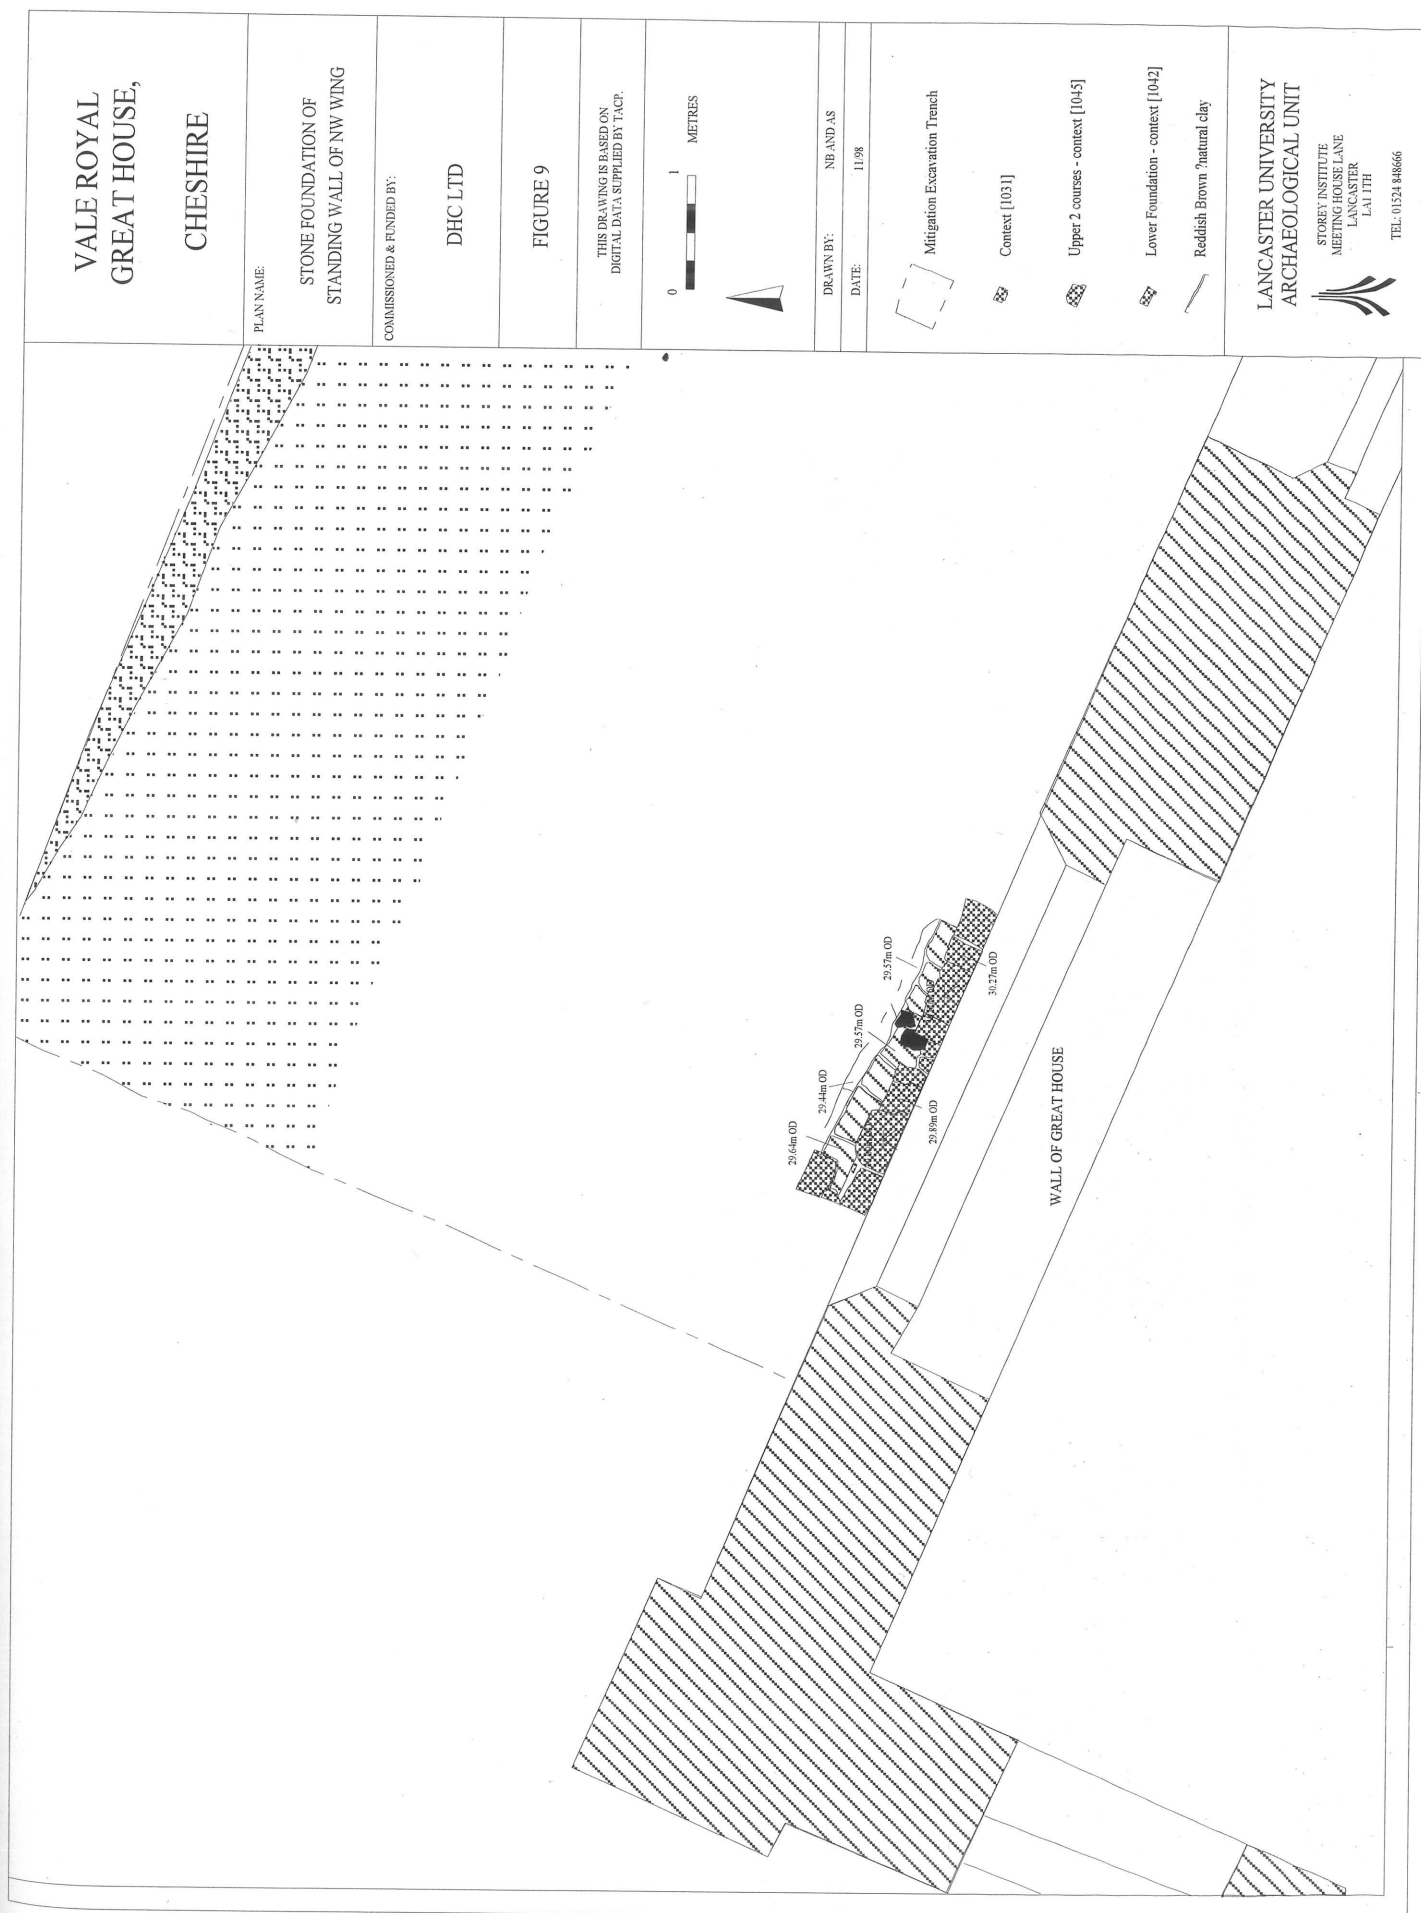 VALE ROYAL
GREAT HOUSE,
CHESHIRE
PLAN NAME:
STONE FOUNDATION OF
STANDING WALL OF NW WING
COMMISSIONED & FUNDED BY:
DHC LTD
FIGURE 9
THIS DRAWING IS BASED ON
DIGITAL DATA SUPPLIED BY TACP.
0 1
METRES
DRAWN BY: NB AND AS
DATE: 11/98
Mitigation Excavation Trench
Context [1031]
Upper 2 courses - context [1045]
Lower Foundation - context [1042]
Reddish Brown ?natural clay
LANCASTER UNIVERSITY
ARCHAEOLOGICAL UNIT
STOREY INSTITUTE
MEETING HOUSE LANE
LANCASTER
LA1 1TH
TEL: 01524 848666
29.64m OD
29.44m OD
29.57m OD
29.57m OD
29.89m OD
30.27m OD
WALL OF GREAT HOUSE